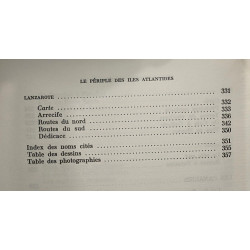 LE PÉRIPLE DES ILES ATLANTIDES
LANZAROTE 331
Carte 332
Arrecife 336
Routes du nord 342
Routes du sud 350
Dédicace
Index des noms cités 351
Table des dessins 355
Table des photographies 357